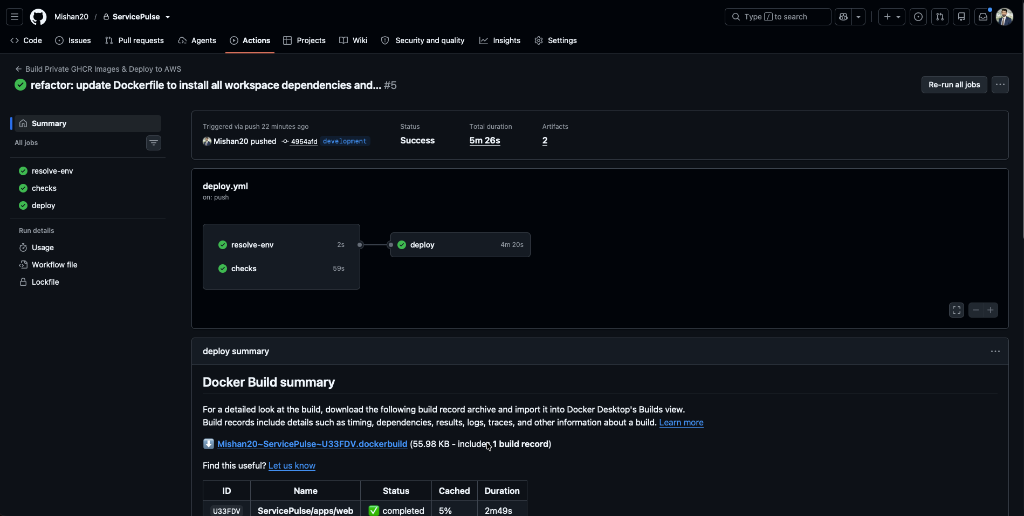 Mishan20 / ServicePulse
Type / to search
Code Issues Pull requests Agents Actions Projects Wiki Security and quality Insights Settings
Build Private GHCR Images & Deploy to AWS
refactor: update Dockerfile to install all workspace dependencies and... #5
Re-run all jobs
Summary
All jobs
resolve-env
checks
deploy
Run details
Usage
Workflow file
Lockfile
Triggered via push 22 minutes ago
Mishan20 pushed 4954afd development
Status
Success
Total duration
5m 26s
Artifacts
2
deploy.yml
on: push
resolve-env 2s
checks 59s
deploy 4m 20s
deploy summary
Docker Build summary
For a detailed look at the build, download the following build record archive and import it into Docker Desktop's Builds view.
Build records include details such as timing, dependencies, results, logs, traces, and other information about a build. Learn more
Mishan20~ServicePulse~U33FDV.dockerbuild (55.98 KB - includes 1 build record)
Find this useful? Let us know
ID Name Status Cached Duration
U33FDV ServicePulse/apps/web completed 5% 2m49s